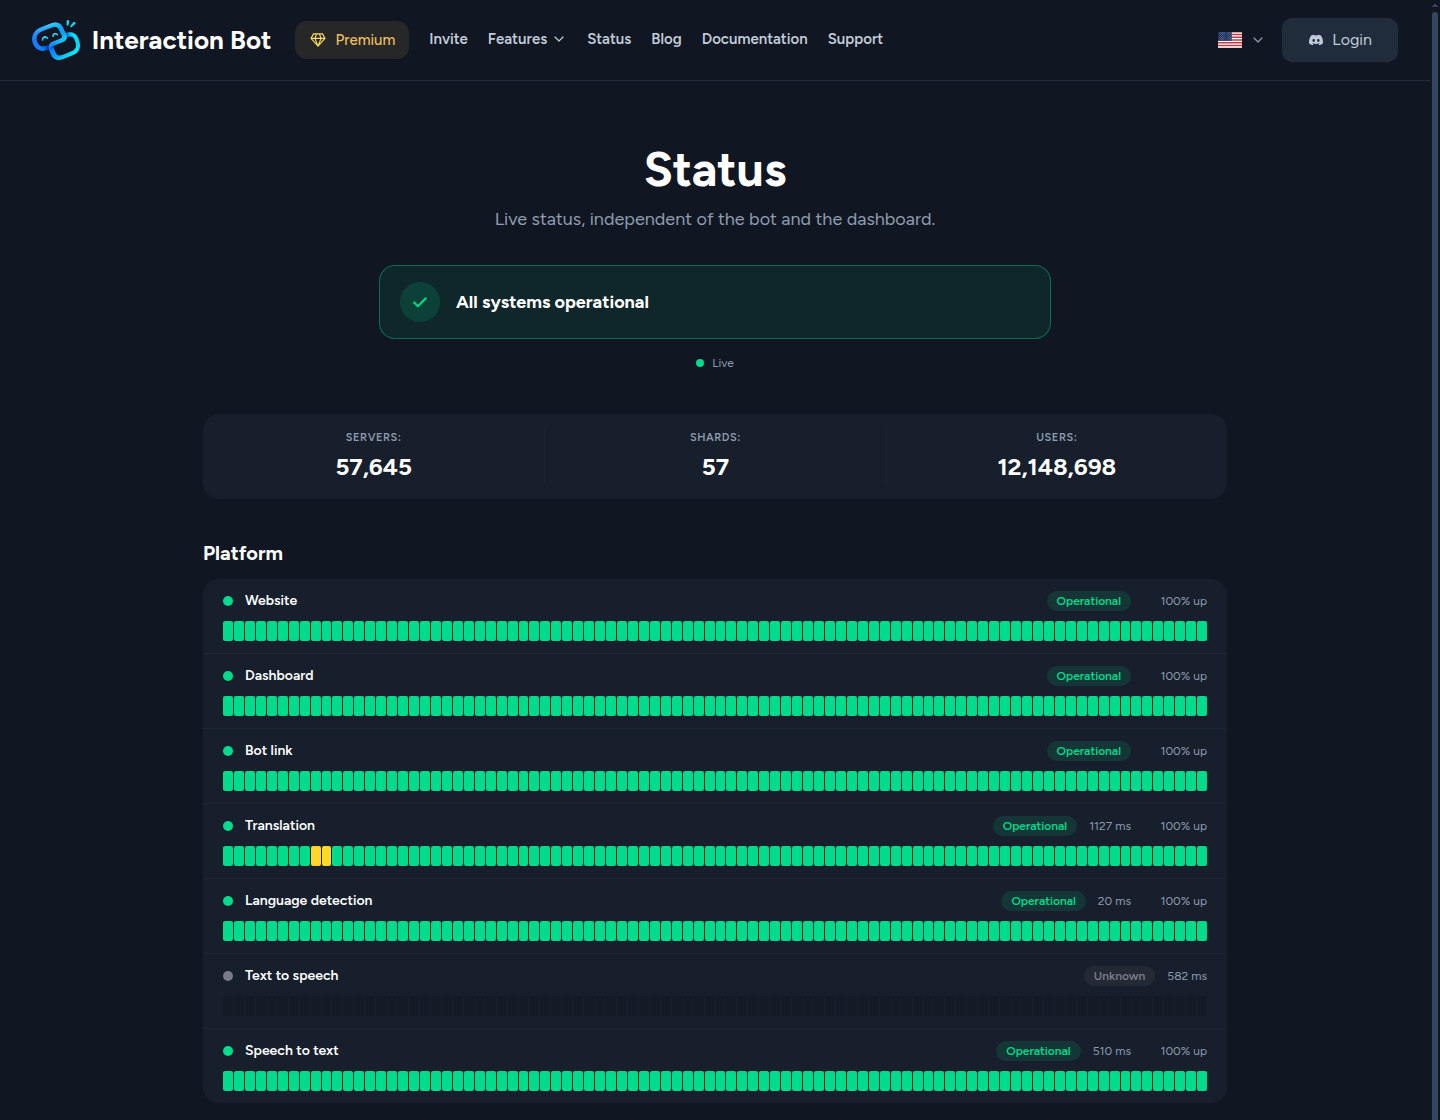 Interaction Bot
Premium
Invite
Features
Status
Blog
Documentation
Support
Login
Status
Live status, independent of the bot and the dashboard.
All systems operational
Live
SERVERS:
57,645
SHARDS:
57
USERS:
12,148,698
Platform
Website Operational 100% up
Dashboard Operational 100% up
Bot link Operational 100% up
Translation Operational 1127 ms 100% up
Language detection Operational 20 ms 100% up
Text to speech Unknown 582 ms
Speech to text Operational 510 ms 100% up